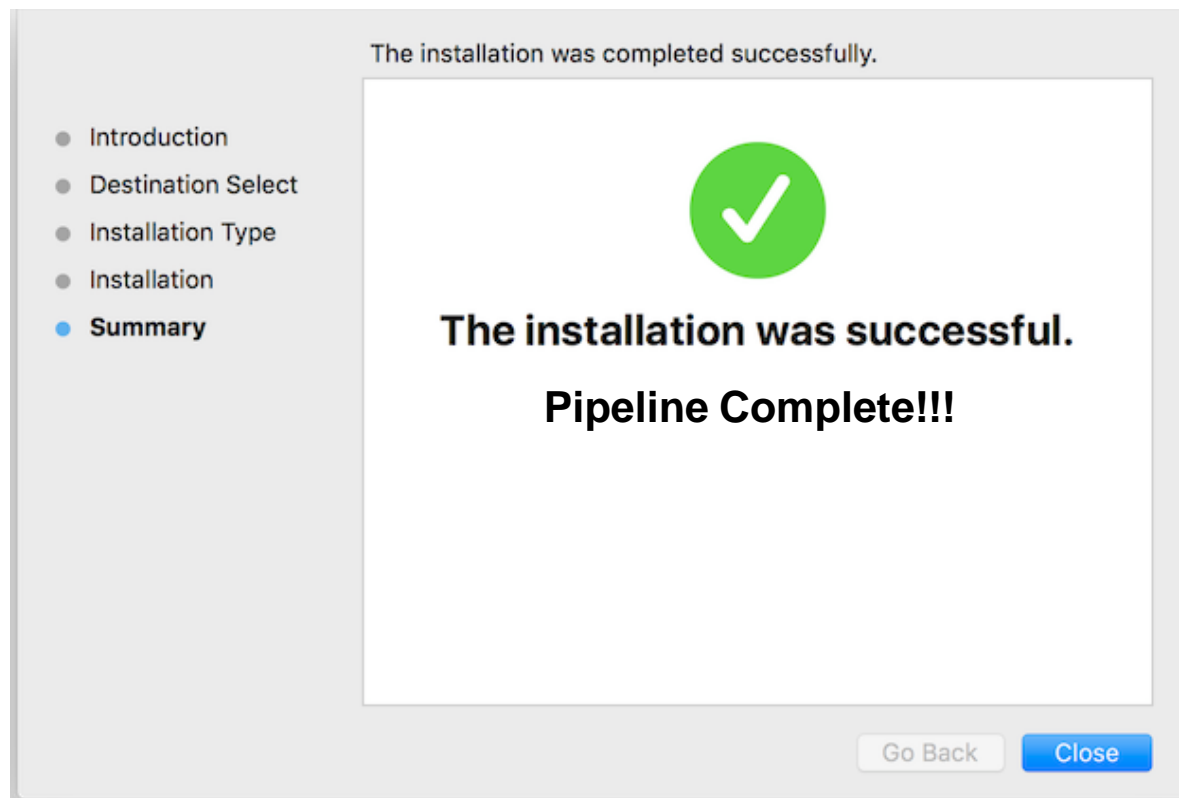 The installation was completed successfully.
Introduction
Destination Select
Installation Type
Installation
Summary
The installation was successful.
Pipeline Complete!!!
Go Back
Close